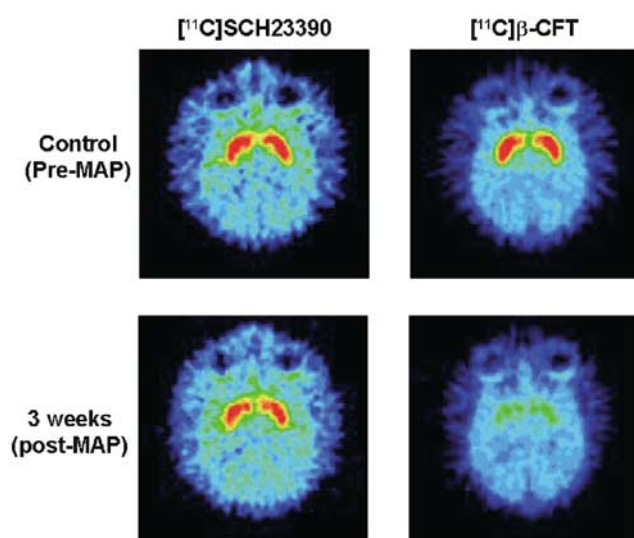 [¹¹C]SCH23390
[¹¹C]β-CFT
Control
(Pre-MAP)
3 weeks
(post-MAP)